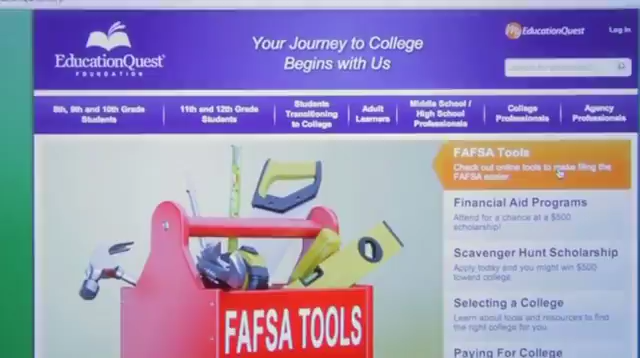 EducationQuest
FOUNDATION
Your Journey to College
Begins with Us
My EducationQuest
Log In
8th, 9th and 10th Grade
Students
11th and 12th Grade
Students
Students
Transitioning
to College
Adult
Learners
Middle School /
High School
Professionals
College
Professionals
Agency
Professionals
FAFSA Tools
Check out online tools to make filing the
FAFSA easier.
Financial Aid Programs
Attend for a chance at a $500
scholarship!
Scavenger Hunt Scholarship
Apply today and you might win $500
toward college.
Selecting a College
Learn about tools and resources to find
the right college for you.
Paying For College
FAFSA TOOLS